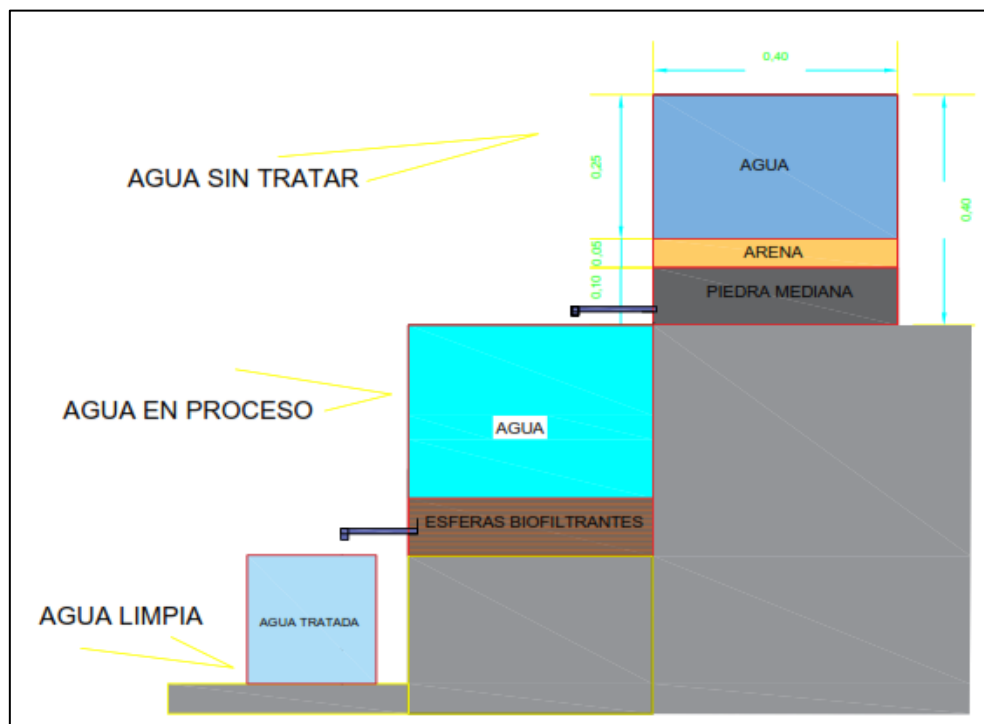 0,40
AGUA SIN TRATAR
0,25
AGUA
0,40
0,05
ARENA
0,10
PIEDRA MEDIANA
AGUA EN PROCESO
AGUA
ESFERAS BIOFILTRANTES
AGUA LIMPIA
AGUA TRATADA